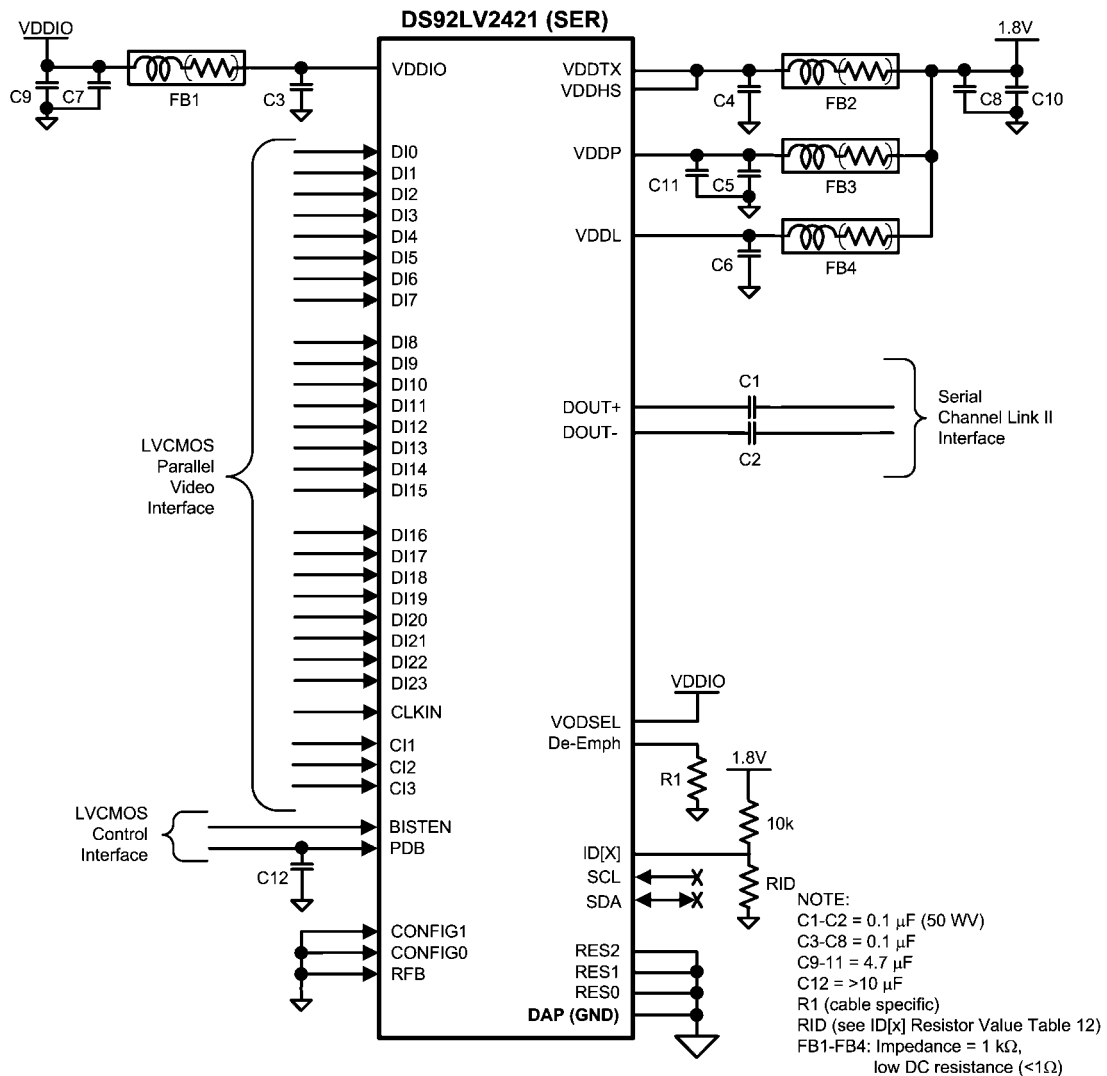 DS92LV2421 (SER)
VDDIO
C9
C7
FB1
C3
VDDIO
VDDTX
VDDHS
C4
FB2
1.8V
C8
C10
VDDP
C11
C5
FB3
VDDL
C6
FB4
LVCMOS
Parallel
Video
Interface
DI0
DI1
DI2
DI3
DI4
DI5
DI6
DI7
DI8
DI9
DI10
DI11
DI12
DI13
DI14
DI15
DI16
DI17
DI18
DI19
DI20
DI21
DI22
DI23
CLKIN
CI1
CI2
CI3
DOUT+
DOUT-
C1
C2
Serial
Channel Link II
Interface
LVCMOS
Control
Interface
BISTEN
PDB
C12
CONFIG1
CONFIG0
RFB
VDDIO
VODSEL
De-Emph
R1
1.8V
10k
ID[X]
RID
SCL
SDA
RES2
RES1
RES0
DAP (GND)
NOTE:
C1-C2 = 0.1 μF (50 WV)
C3-C8 = 0.1 μF
C9-11 = 4.7 μF
C12 = >10 μF
R1 (cable specific)
RID (see ID[x] Resistor Value Table 12)
FB1-FB4: Impedance = 1 kΩ,
low DC resistance (<1Ω)